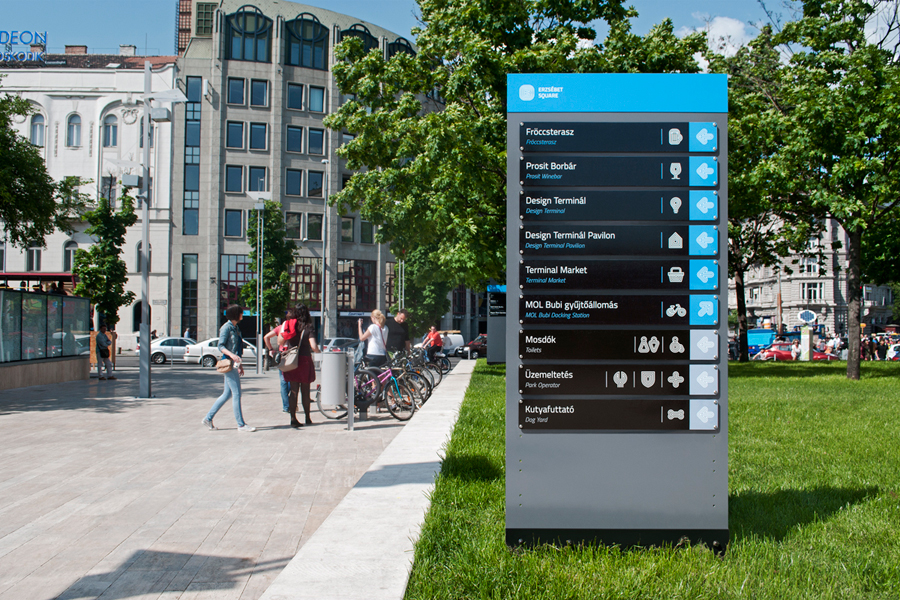 DEON
ERZSÉBET
SQUARE
Fröccsterasz
Fröccsterasz
Prosit Borbár
Prosit Winebar
Design Terminál
Design Terminal
Design Terminál Pavilon
Design Terminal Pavilon
Terminal Market
Terminal Market
MOL Bubi gyűjtőállomás
MOL Bubi Docking Station
Mosdók
Toilets
Üzemeltetés
Park Operator
Kutyafuttató
Dog Yard